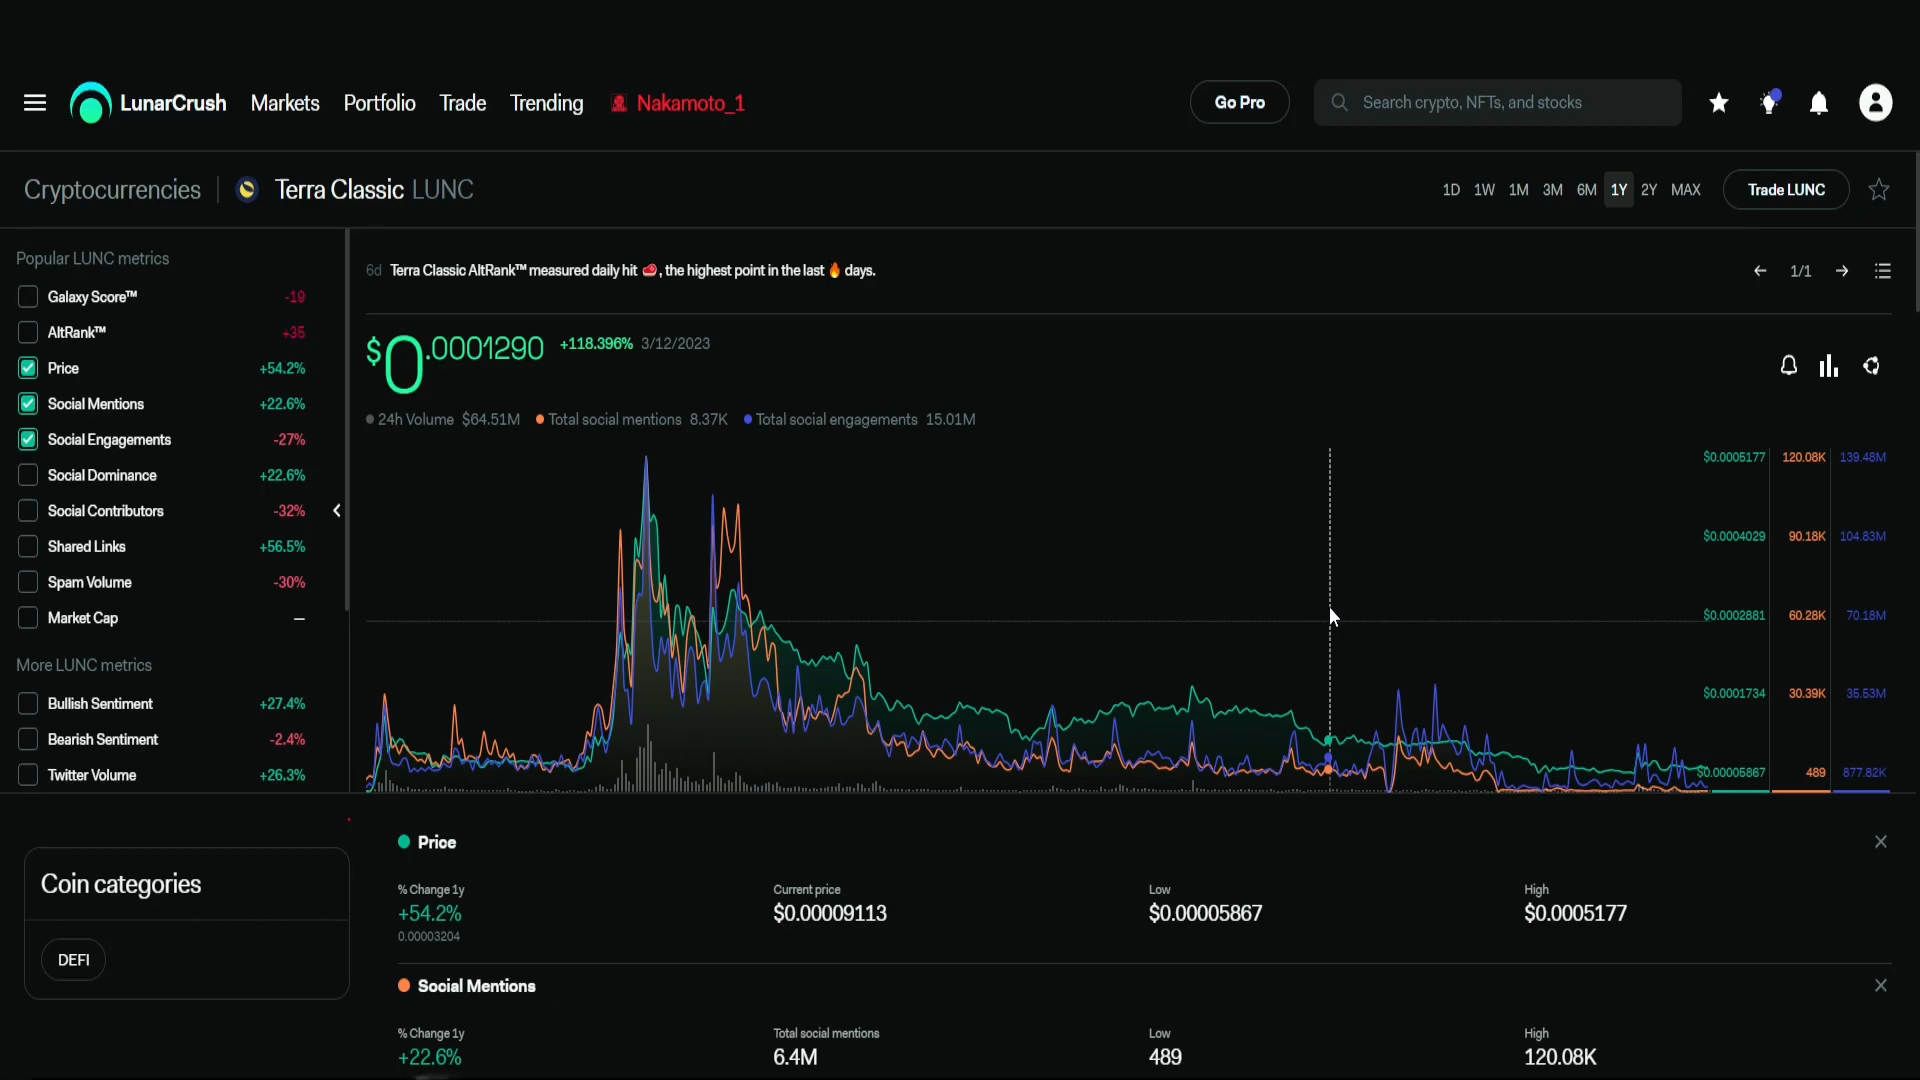 LunarCrush Markets Portfolio Trade Trending Nakamoto_1 Go Pro Search crypto, NFTs, and stocks
Cryptocurrencies Terra Classic LUNC 1D 1W 1M 3M 6M 1Y 2Y MAX Trade LUNC
Popular LUNC metrics
Galaxy Score™ -19
AltRank™ +35
Price +54.2%
Social Mentions +22.6%
Social Engagements -27%
Social Dominance +22.6%
Social Contributors -32%
Shared Links +56.5%
Spam Volume -30%
Market Cap —
More LUNC metrics
Bullish Sentiment +27.4%
Bearish Sentiment -2.4%
Twitter Volume +26.3%
6d Terra Classic AltRank™ measured daily hit 🥩, the highest point in the last 🔥 days. 1/1
$0.0001290 +118.396% 3/12/2023
24h Volume $64.51M Total social mentions 8.37K Total social engagements 15.01M
$0.0005177 120.08K 139.48M
$0.0004029 90.18K 104.83M
$0.0002881 60.28K 70.18M
$0.0001734 30.39K 35.53M
$0.00005867 489 877.82K
Coin categories
DEFI
Price
% Change 1y Current price Low High
+54.2% $0.00009113 $0.00005867 $0.0005177
0.00003204
Social Mentions
% Change 1y Total social mentions Low High
+22.6% 6.4M 489 120.08K